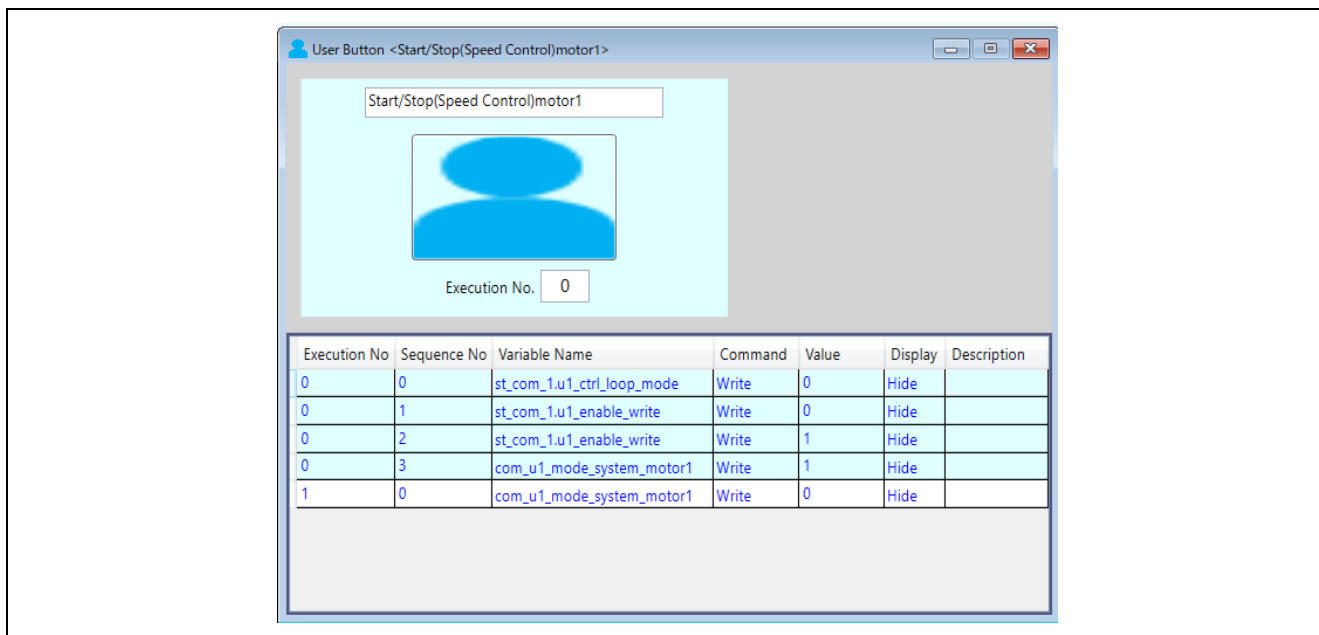 User Button <Start/Stop(Speed Control)motor1>
Start/Stop(Speed Control)motor1
Execution No. 0
Execution No Sequence No Variable Name Command Value Display Description
0 0 st_com_1.u1_ctrl_loop_mode Write 0 Hide
0 1 st_com_1.u1_enable_write Write 0 Hide
0 2 st_com_1.u1_enable_write Write 1 Hide
0 3 com_u1_mode_system_motor1 Write 1 Hide
1 0 com_u1_mode_system_motor1 Write 0 Hide